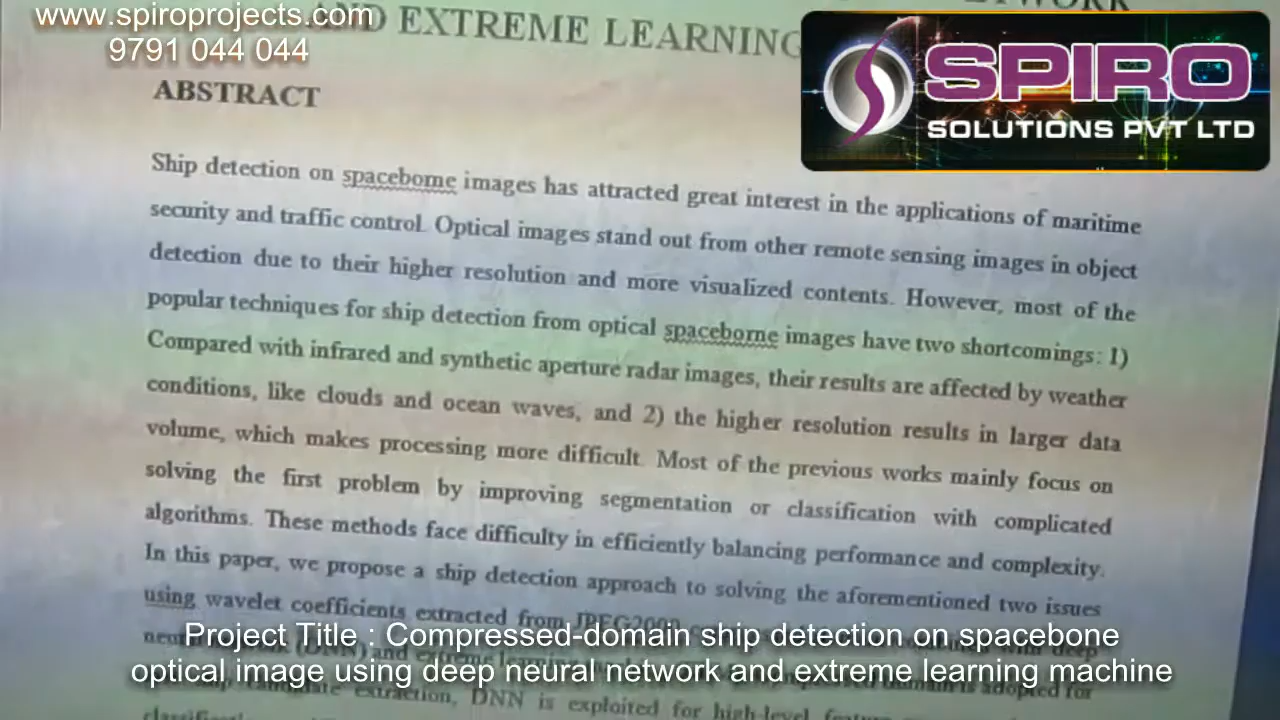 www.spiroprojects.com
9791 044 044
NETWORK
AND EXTREME LEARNING
SPIRO
SOLUTIONS PVT LTD
ABSTRACT
Ship detection on spaceborne images has attracted great interest in the applications of maritime
security and traffic control. Optical images stand out from other remote sensing images in object
detection due to their higher resolution and more visualized contents. However, most of the
popular techniques for ship detection from optical spaceborne images have two shortcomings: 1)
Compared with infrared and synthetic aperture radar images, their results are affected by weather
conditions, like clouds and ocean waves, and 2) the higher resolution results in larger data
volume, which makes processing more difficult. Most of the previous works mainly focus on
solving the first problem by improving segmentation or classification with complicated
algorithms. These methods face difficulty in efficiently balancing performance and complexity.
In this paper, we propose a ship detection approach to solving the aforementioned two issues
using wavelet coefficients extracted from JPEG2000
Project Title : Compressed-domain ship detection on spacebone
optical image using deep neural network and extreme learning machine
(DNN) and is adopted for
extraction, DNN is exploited for high-level